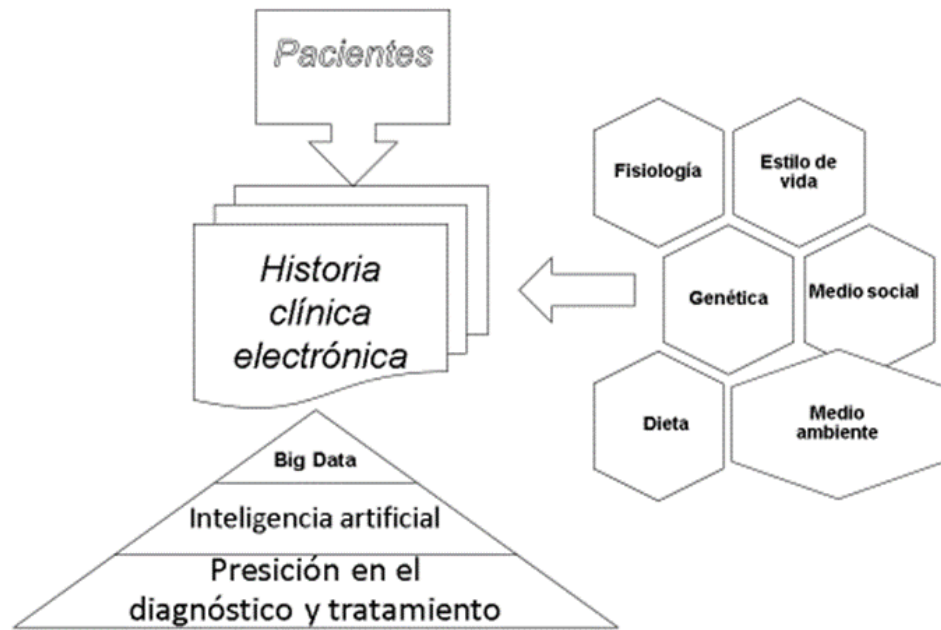 Pacientes
Historia
clínica
electrónica
Fisiología
Estilo de
vida
Genética
Medio social
Dieta
Medio
ambiente
Big Data
Inteligencia artificial
Presición en el
diagnóstico y tratamiento